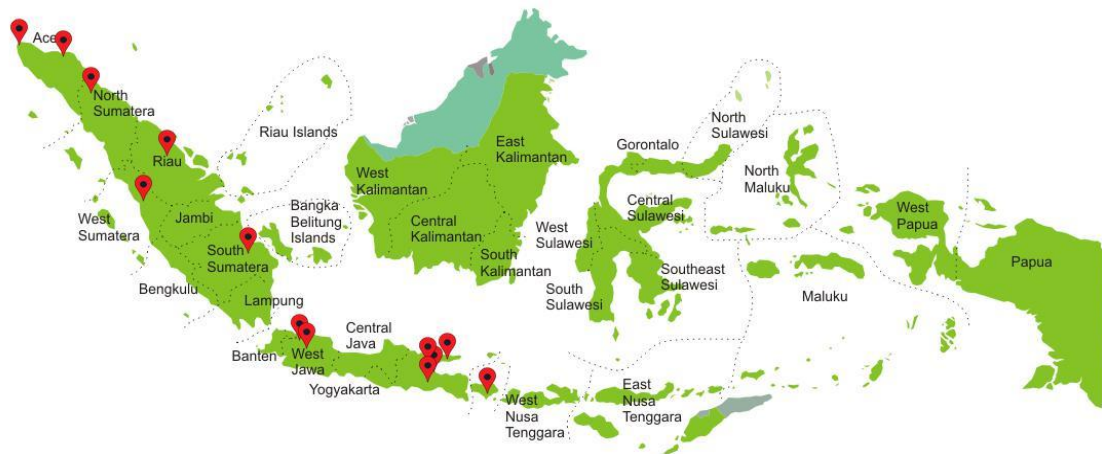 Ace
North
Sumatera
Riau Islands
Riau
West
Sumatera
Jambi
Bangka
Belitung
Islands
South
Sumatera
Bengkulu
Lampung
Banten
West
Jawa
Central
Java
Yogyakarta
West
Kalimantan
East
Kalimantan
Central
Kalimantan
South
Kalimantan
Gorontalo
North
Sulawesi
Central
Sulawesi
West
Sulawesi
South
Sulawesi
Southeast
Sulawesi
North
Maluku
Maluku
West
Papua
Papua
West
Nusa
Tenggara
East
Nusa
Tenggara